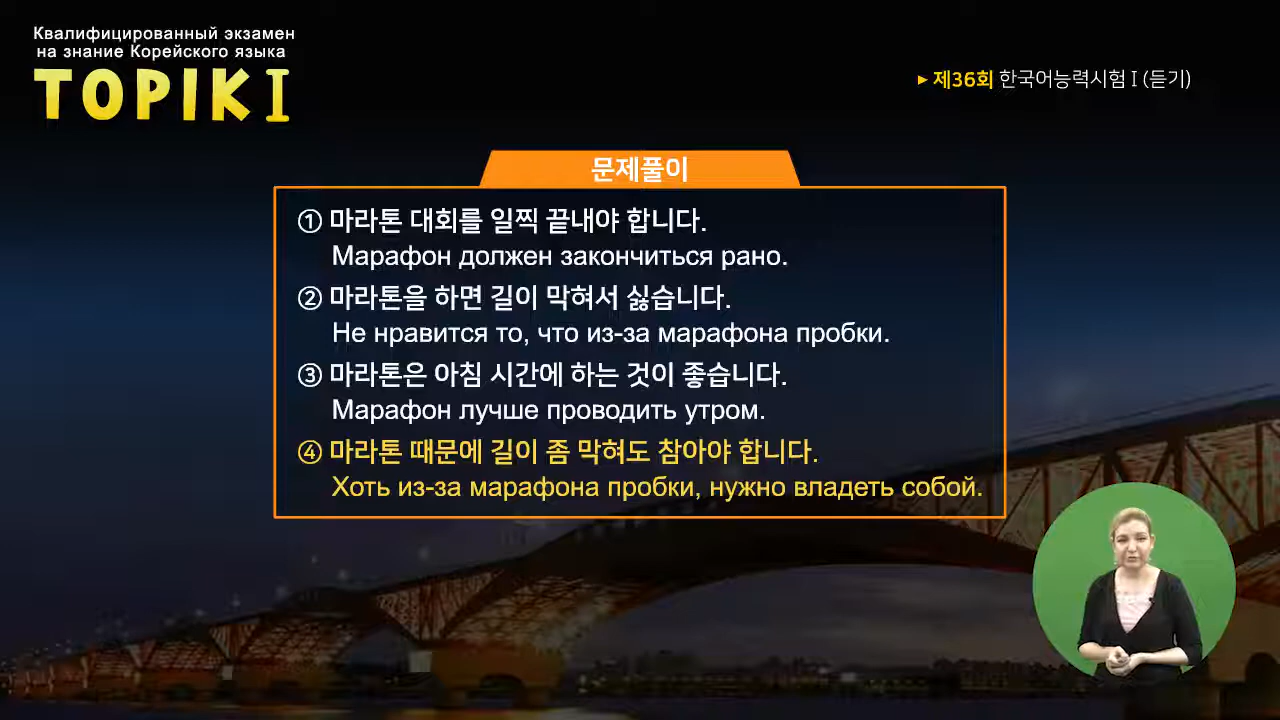 Квалифицированный экзамен
на знание Корейского языка
TOPIK I
▸ 제36회 한국어능력시험 I (듣기)
문제풀이
① 마라톤 대회를 일찍 끝내야 합니다.
Марафон должен закончиться рано.
② 마라톤을 하면 길이 막혀서 싫습니다.
Не нравится то, что из-за марафона пробки.
③ 마라톤은 아침 시간에 하는 것이 좋습니다.
Марафон лучше проводить утром.
④ 마라톤 때문에 길이 좀 막혀도 참아야 합니다.
Хоть из-за марафона пробки, нужно владеть собой.